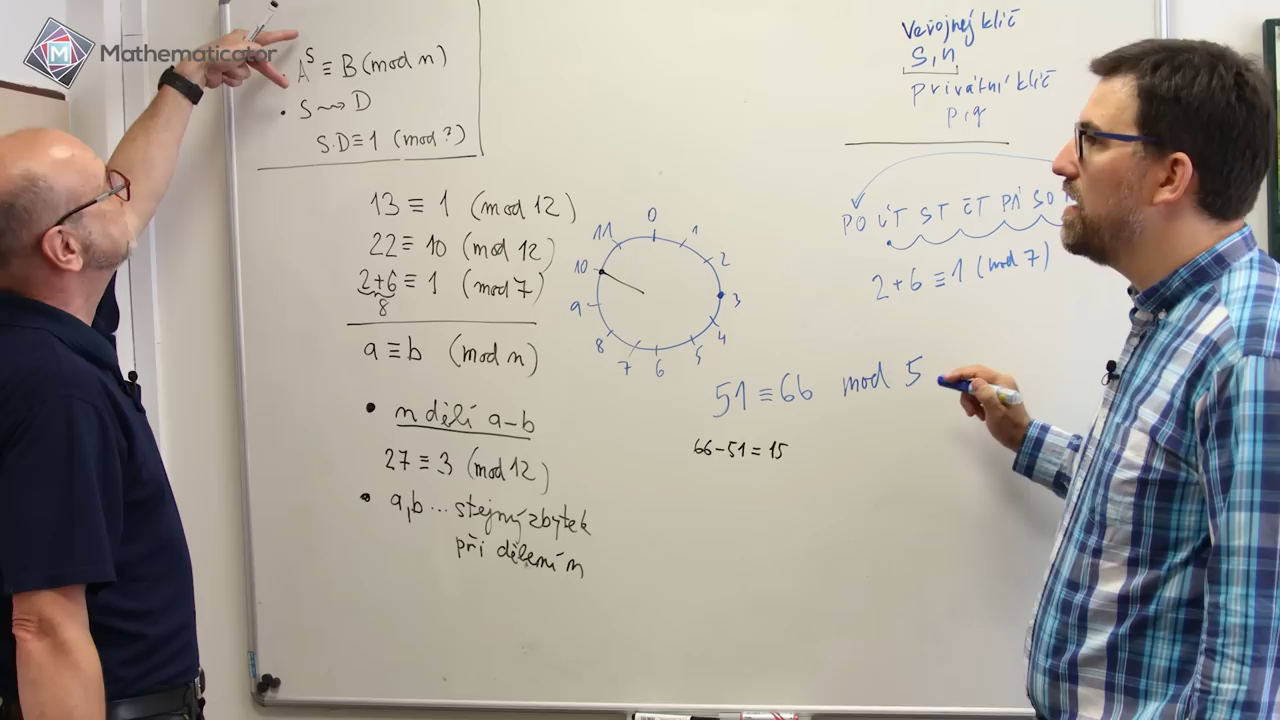 Mathematicator
A^S ≡ B (mod n)
• S ⇝ D
S.D ≡ 1 (mod ?)
13 ≡ 1 (mod 12)
22 ≡ 10 (mod 12)
2+6 ≡ 1 (mod 7)
8
a ≡ b (mod n)
• n dělí a-b
27 ≡ 3 (mod 12)
• a,b ... stejný zbytek
při dělení n
0
1
2
3
4
5
6
7
8
9
10
11
51 ≡ 66 mod 5
66-51 = 15
Veřejnej klíč
S, n
privátní klíč
p, q
PO ÚT ST ČT PÁ SO
2+6 ≡ 1 (mod 7)